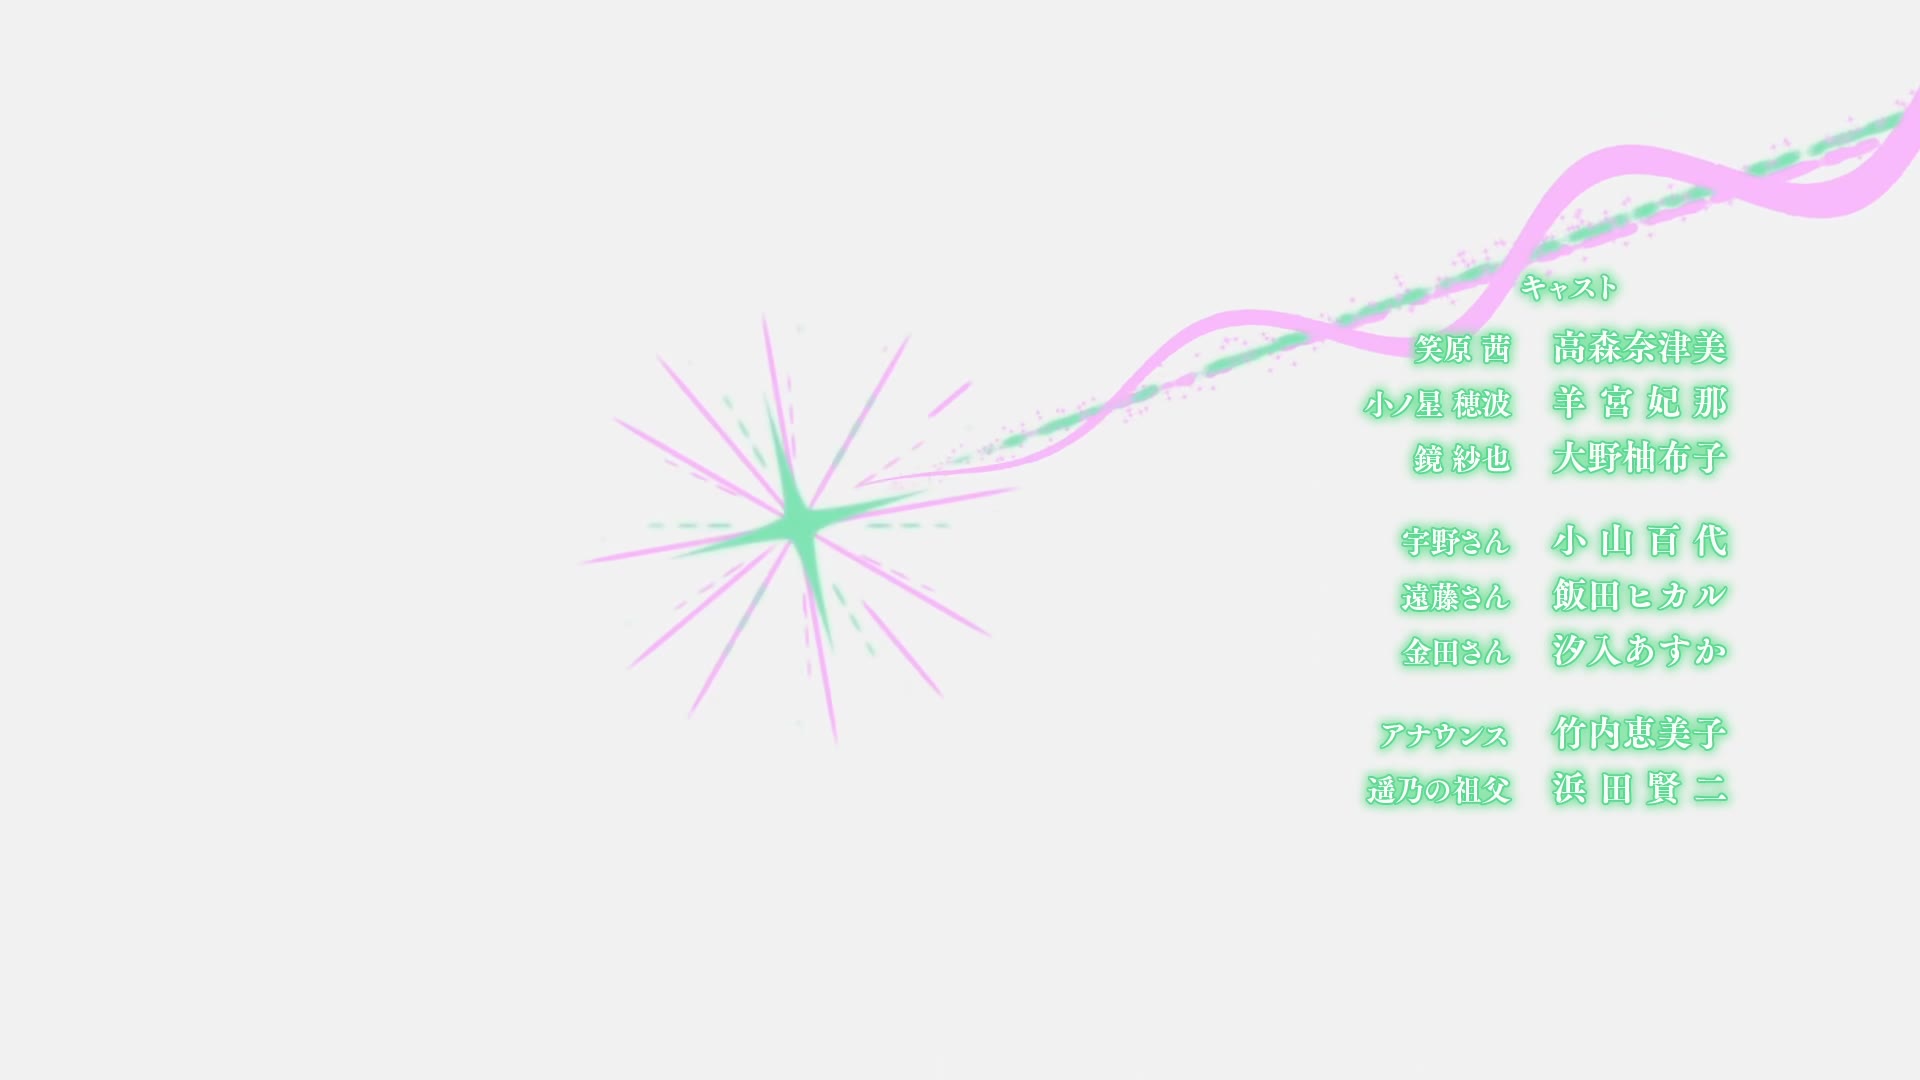 キャスト
笑原 茜 高森奈津美
小ノ星 穂波 羊宮妃那
鏡 紗也 大野柚布子
宇野さん 小山百代
遠藤さん 飯田ヒカル
金田さん 汐入あすか
アナウンス 竹内恵美子
遥乃の祖父 浜田賢二